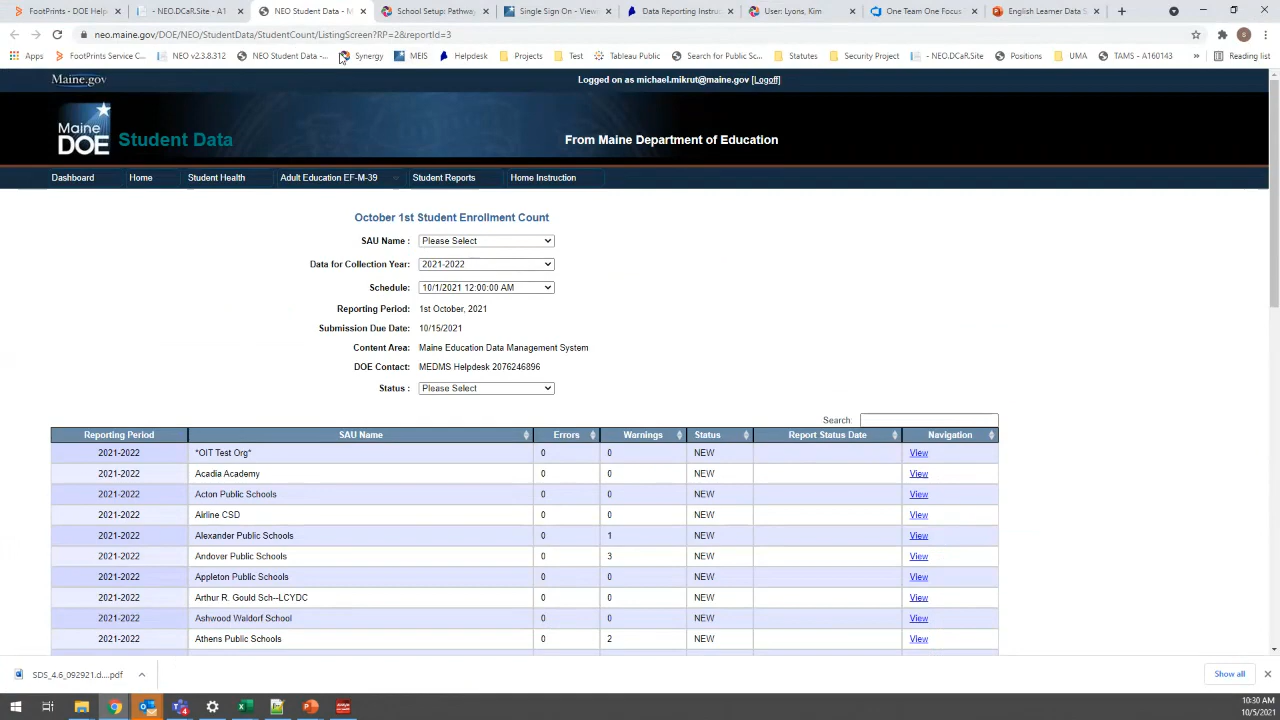 FootPrints - DOE Help
NEO.DCaR.Site - A1
NEO Student Data - M
School Setup: Pathway
Single Sign On - View
Data Reporting Instruc
User: Lyons, Kim
One Team One Focus
English Learner Data S
neo.maine.gov/DOE/NEO/StudentData/StudentCount/ListingScreen?RP=2&reportId=3
Apps
FootPrints Service C...
NEO v2.3.8.312
NEO Student Data -...
Synergy
MEIS
Helpdesk
Projects
Test
Tableau Public
Search for Public Sc...
Statutes
Security Project
- NEO.DCaR.Site
Positions
UMA
TAMS - A160143
»
Reading list
Maine.gov
Logged on as michael.mikrut@maine.gov [Logoff]
Maine
DOE
Student Data
From Maine Department of Education
Dashboard Home Student Health Adult Education EF-M-39 Student Reports Home Instruction
October 1st Student Enrollment Count
SAU Name : Please Select
Data for Collection Year: 2021-2022
Schedule: 10/1/2021 12:00:00 AM
Reporting Period: 1st October, 2021
Submission Due Date: 10/15/2021
Content Area: Maine Education Data Management System
DOE Contact: MEDMS Helpdesk 2076246896
Status : Please Select
Search:
Reporting Period SAU Name Errors Warnings Status Report Status Date Navigation
2021-2022 *OIT Test Org* 0 0 NEW View
2021-2022 Acadia Academy 0 0 NEW View
2021-2022 Acton Public Schools 0 0 NEW View
2021-2022 Airline CSD 0 0 NEW View
2021-2022 Alexander Public Schools 0 1 NEW View
2021-2022 Andover Public Schools 0 3 NEW View
2021-2022 Appleton Public Schools 0 0 NEW View
2021-2022 Arthur R. Gould Sch--LCYDC 0 0 NEW View
2021-2022 Ashwood Waldorf School 0 0 NEW View
2021-2022 Athens Public Schools 0 2 NEW View
SDS_4.6_092921.d....pdf
Show all
10:30 AM
10/5/2021